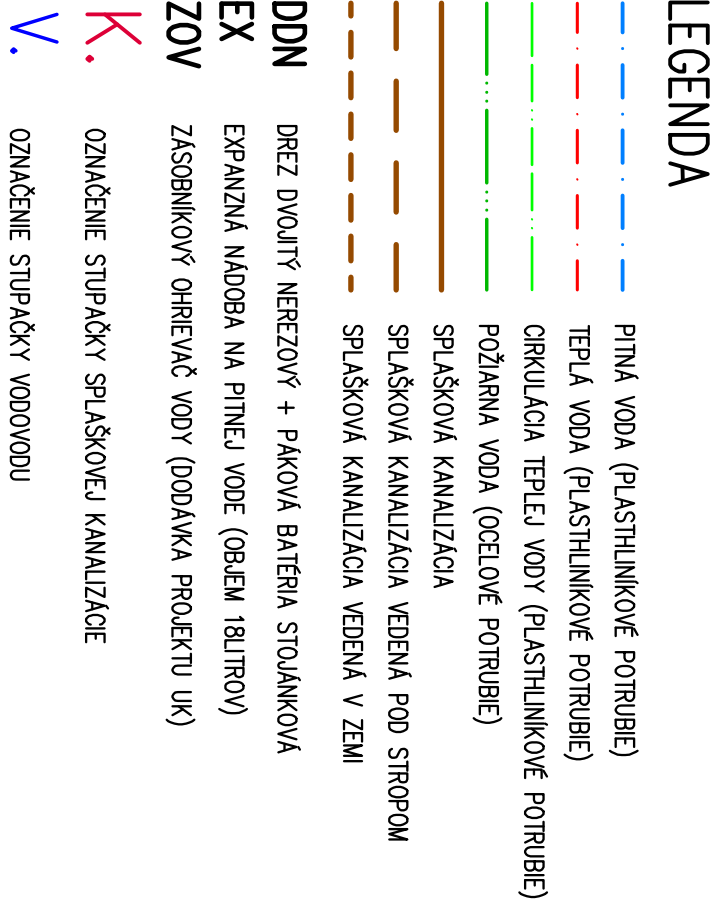 LEGENDA
PITNÁ VODA (PLASTHLINÍKOVÉ POTRUBIE)
TEPLÁ VODA (PLASTHLINÍKOVÉ POTRUBIE)
CIRKULÁCIA TEPLEJ VODY (PLASTHLINÍKOVÉ POTRUBIE)
POŽIARNA VODA (OCELOVÉ POTRUBIE)
SPLAŠKOVÁ KANALIZÁCIA
SPLAŠKOVÁ KANALIZÁCIA VEDENÁ POD STROPOM
SPLAŠKOVÁ KANALIZÁCIA VEDENÁ V ZEMI
DDN DREZ DVOJITÝ NEREZOVÝ + PÁKOVÁ BATÉRIA STOJÁNKOVÁ
EX EXPANZNÁ NÁDOBA NA PITNEJ VODE (OBJEM 18LITROV)
ZOV ZÁSOBNÍKOVÝ OHRIEVAČ VODY (DODÁVKA PROJEKTU UK)
K. OZNAČENIE STUPAČKY SPLAŠKOVEJ KANALIZÁCIE
V. OZNAČENIE STUPAČKY VODOVODU